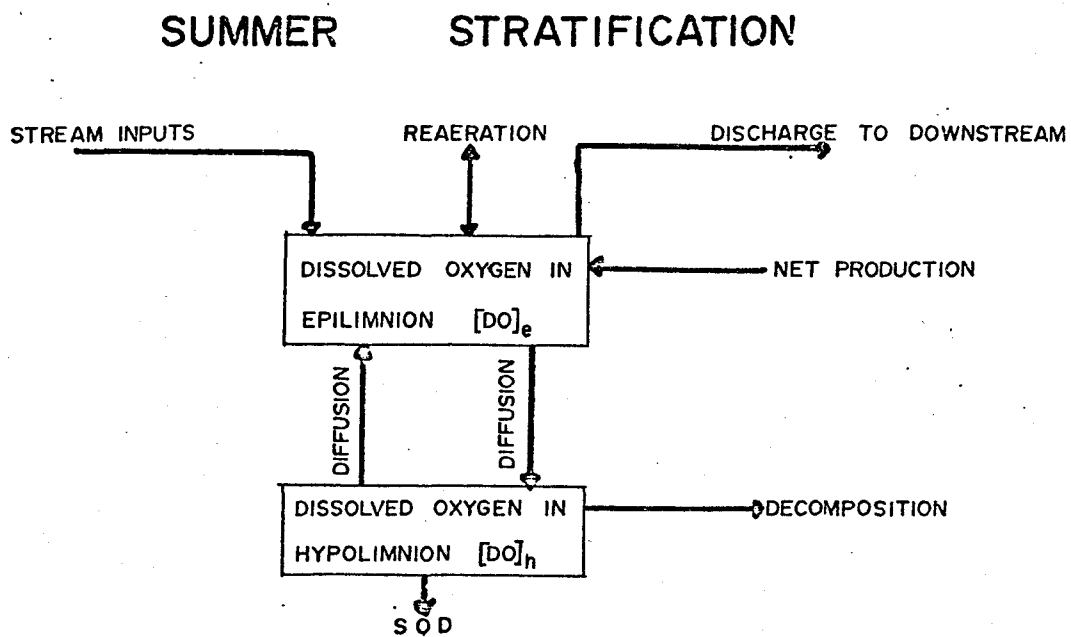 SUMMER STRATIFICATION
STREAM INPUTS
REAERATION
DISCHARGE TO DOWNSTREAM
DISSOLVED OXYGEN IN
EPILIMNION [DO]e
NET PRODUCTION
DIFFUSION
DIFFUSION
DISSOLVED OXYGEN IN
HYPOLIMNION [DO]h
DECOMPOSITION
SOD